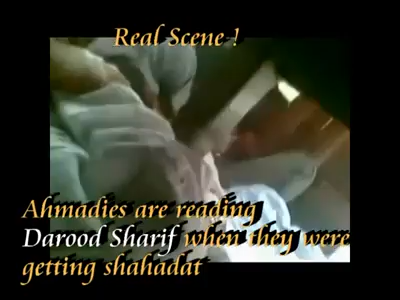 Real Scene !
Ahmadies are reading
Darood Sharif when they were
getting shahadat